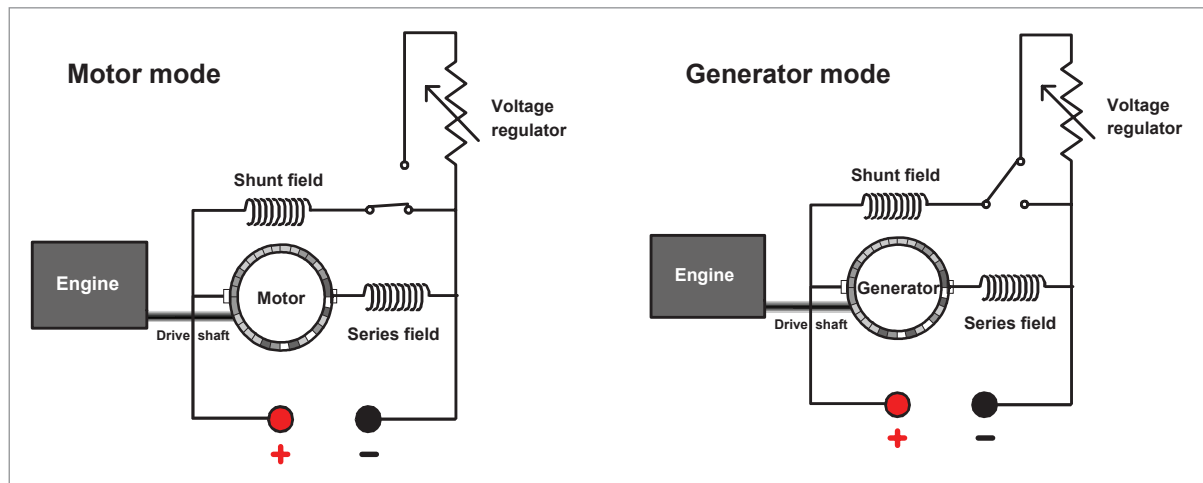 Motor mode
Voltage
regulator
Shunt field
Engine
Motor
Drive shaft
Series field
+
-
Generator mode
Voltage
regulator
Shunt field
Engine
Generator
Drive shaft
Series field
+
-